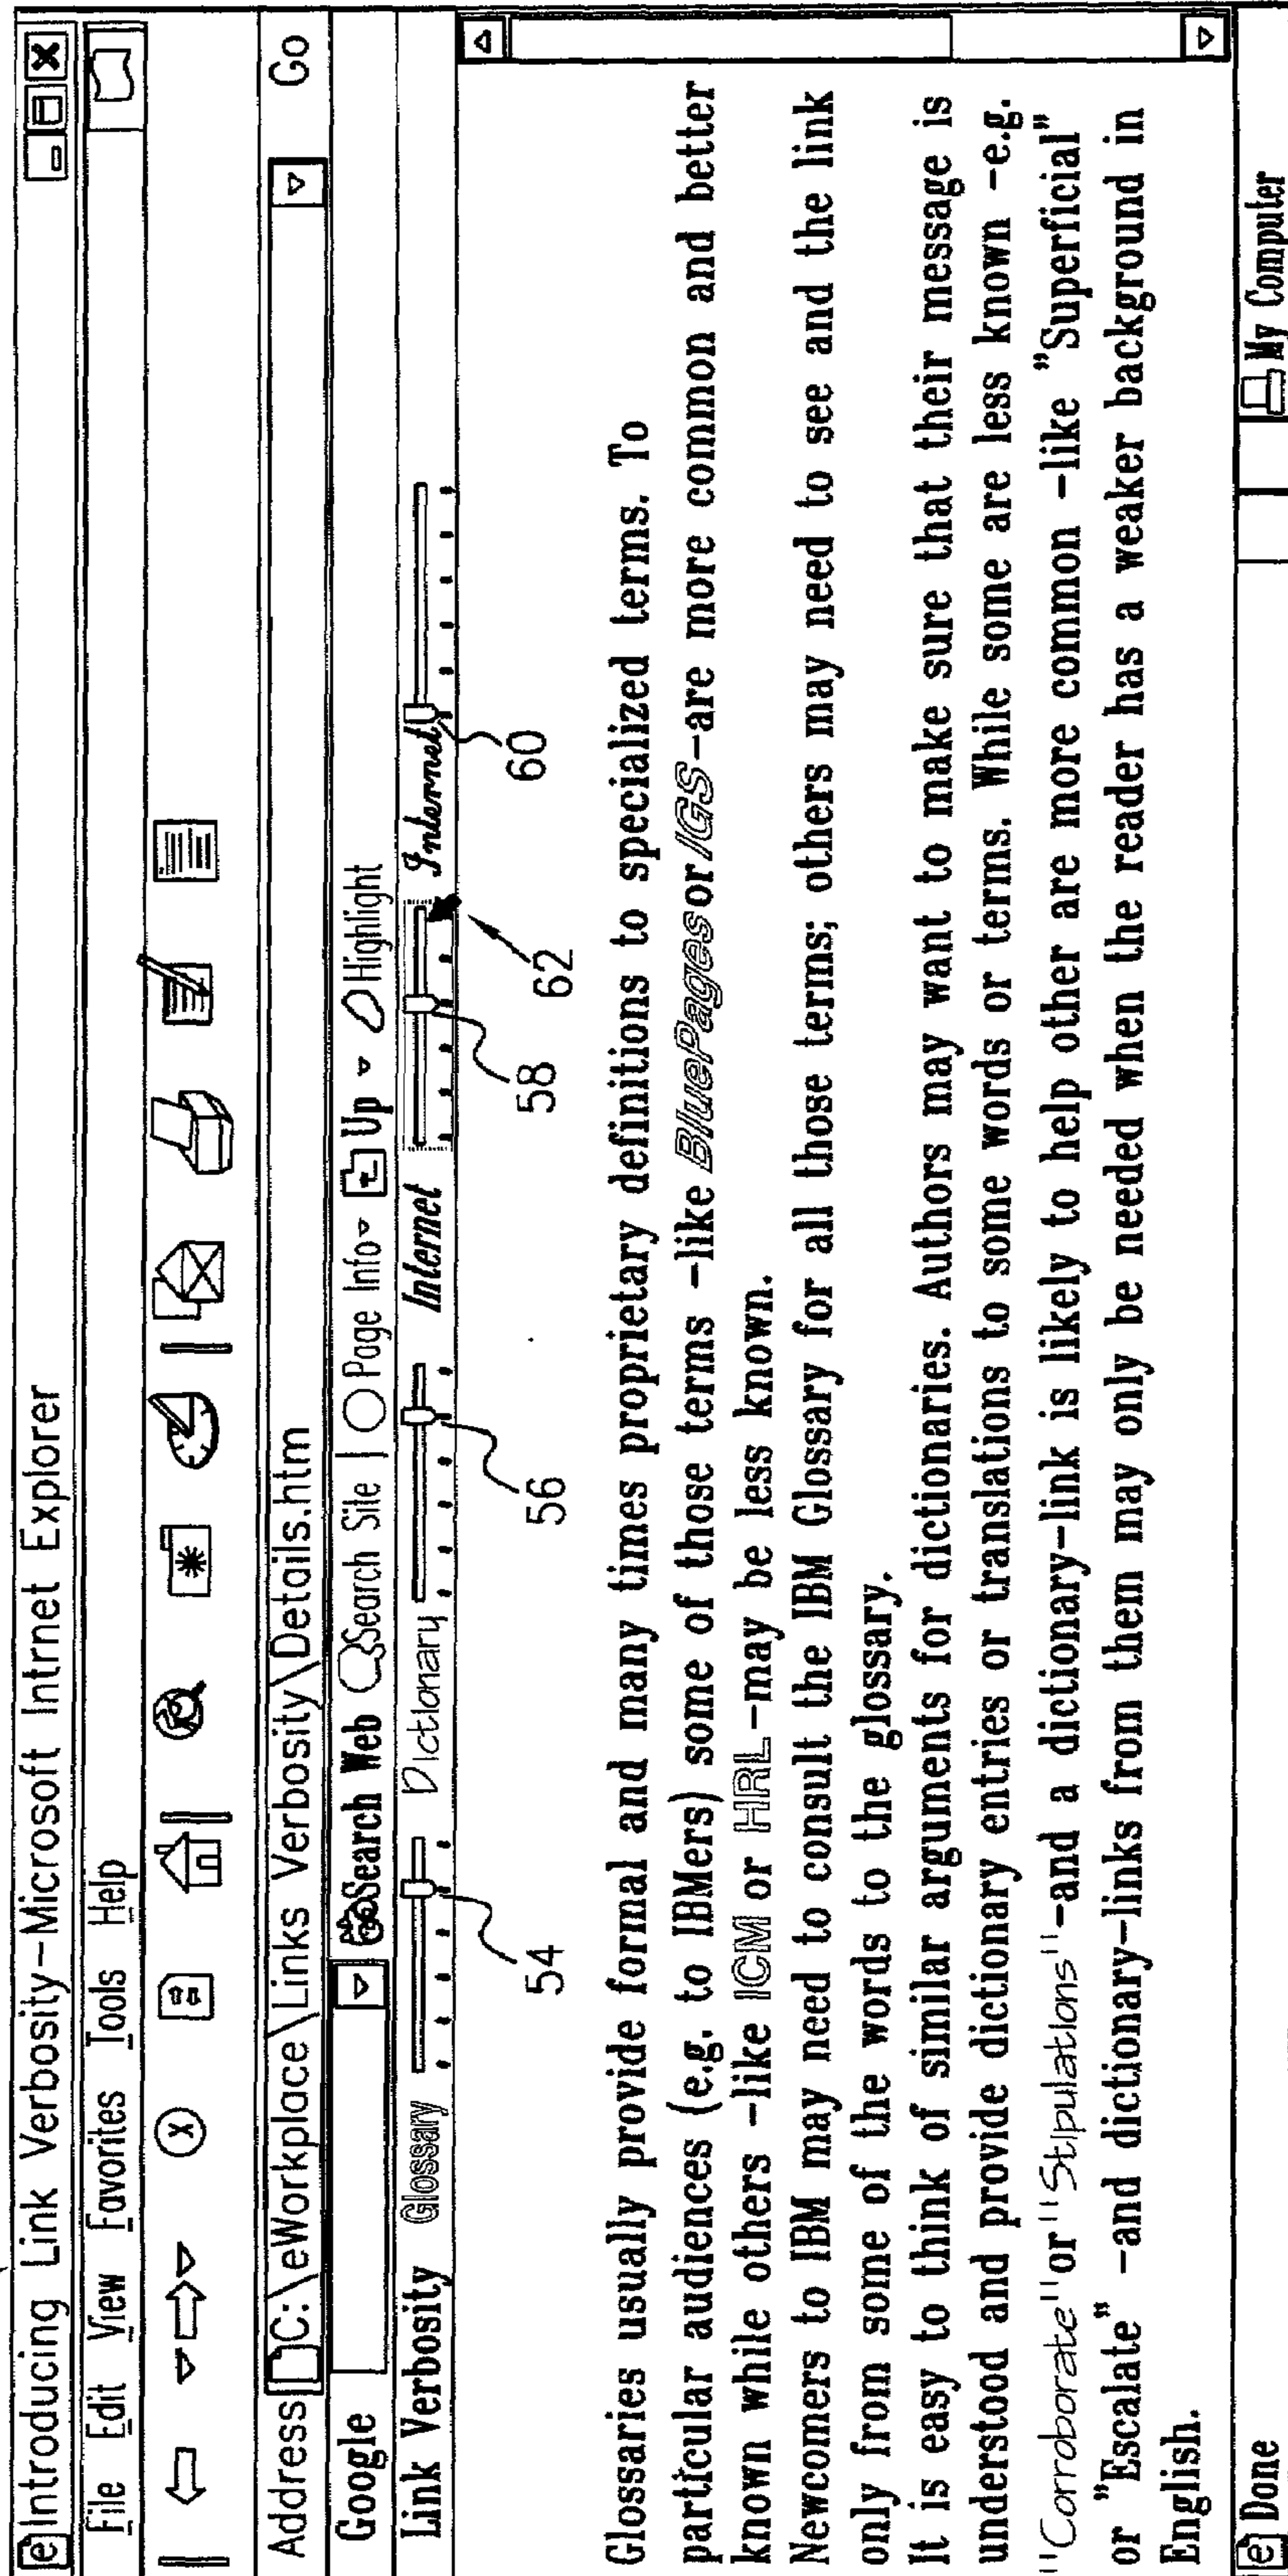 Introducing Link Verbosity-Microsoft Intrnet Explorer
File Edit View Favorites Tools Help
Address C:\eWorkplace\Links Verbosity\Details.htm Go
Google Search Web Search Site | Page Info Up Highlight
Link Verbosity Glossary Dictionary Internet Internet
54 56 58 62 60
Glossaries usually provide formal and many times proprietary definitions to specialized terms. To
particular audiences (e.g. to IBMers) some of those terms -like BluePages or IGS-are more common and better
known while others -like ICM or HRL-may be less known.
Newcomers to IBM may need to consult the IBM Glossary for all those terms; others may need to see and the link
only from some of the words to the glossary.
It is easy to think of similar arguments for dictionaries. Authors may want to make sure that their message is
understood and provide dictionary entries or translations to some words or terms. While some are less known -e.g.
"Corroborate" or "Stipulations"-and a dictionary-link is likely to help other are more common -like "Superficial"
or "Escalate" -and dictionary-links from them may only be needed when the reader has a weaker background in
English.
Done My Computer